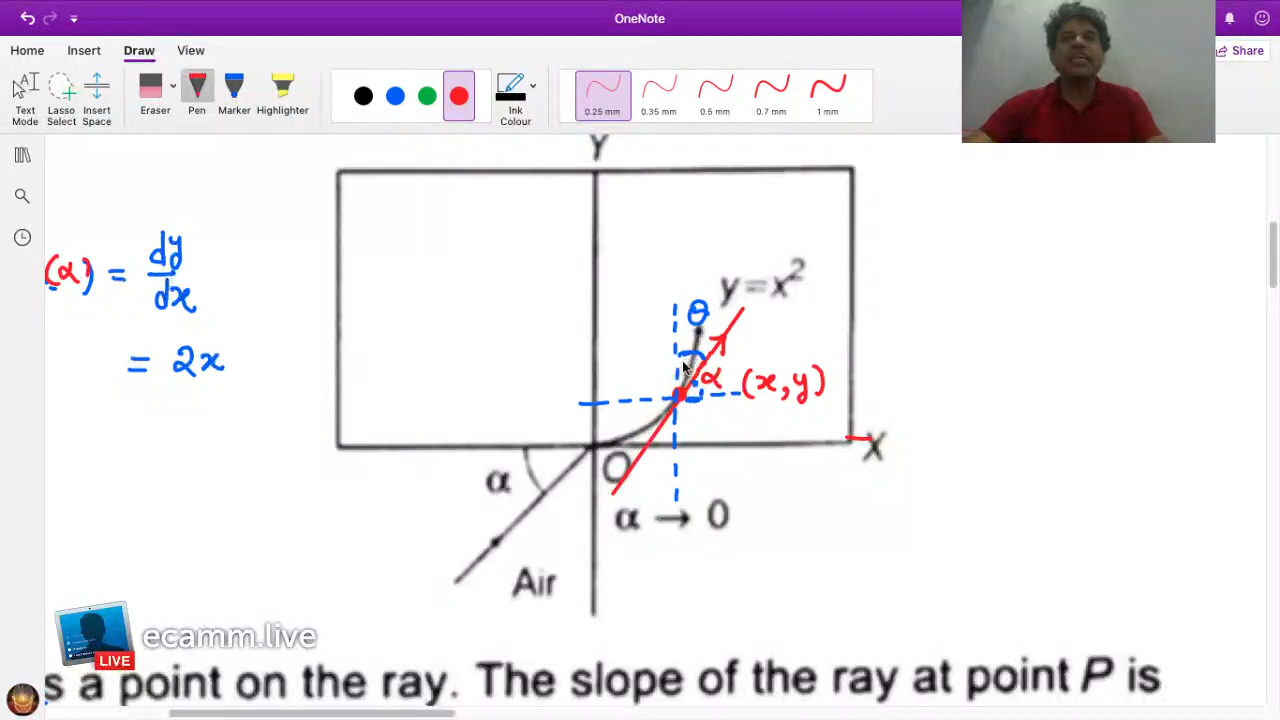 OneNote
Home Insert Draw View
Share
Text Mode
Lasso Select
Insert Space
Eraser
Pen
Marker
Highlighter
Ink Colour
0.25 mm
0.35 mm
0.5 mm
0.7 mm
1 mm
Y
(α) = dy/dx
= 2x
y=x²
θ
α (x,y)
X
α
O
α → 0
Air
ecamm.live
LIVE
s a point on the ray. The slope of the ray at point P is